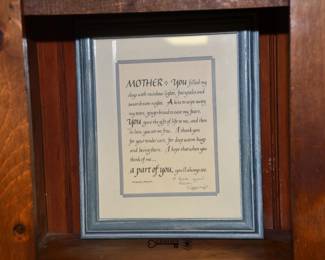 MOTHER You filled my
days with rainbow lights, fairytales and
sweet dream nights. A kiss to wipe away
my tears, gingerbread to ease my fears.
You gave the gift of life to me, and then
in love, you set me free. I thank you
for your tender care, for deep warm hugs
and being there. I hope that when you
think of me...
a part of you, you'll always see.